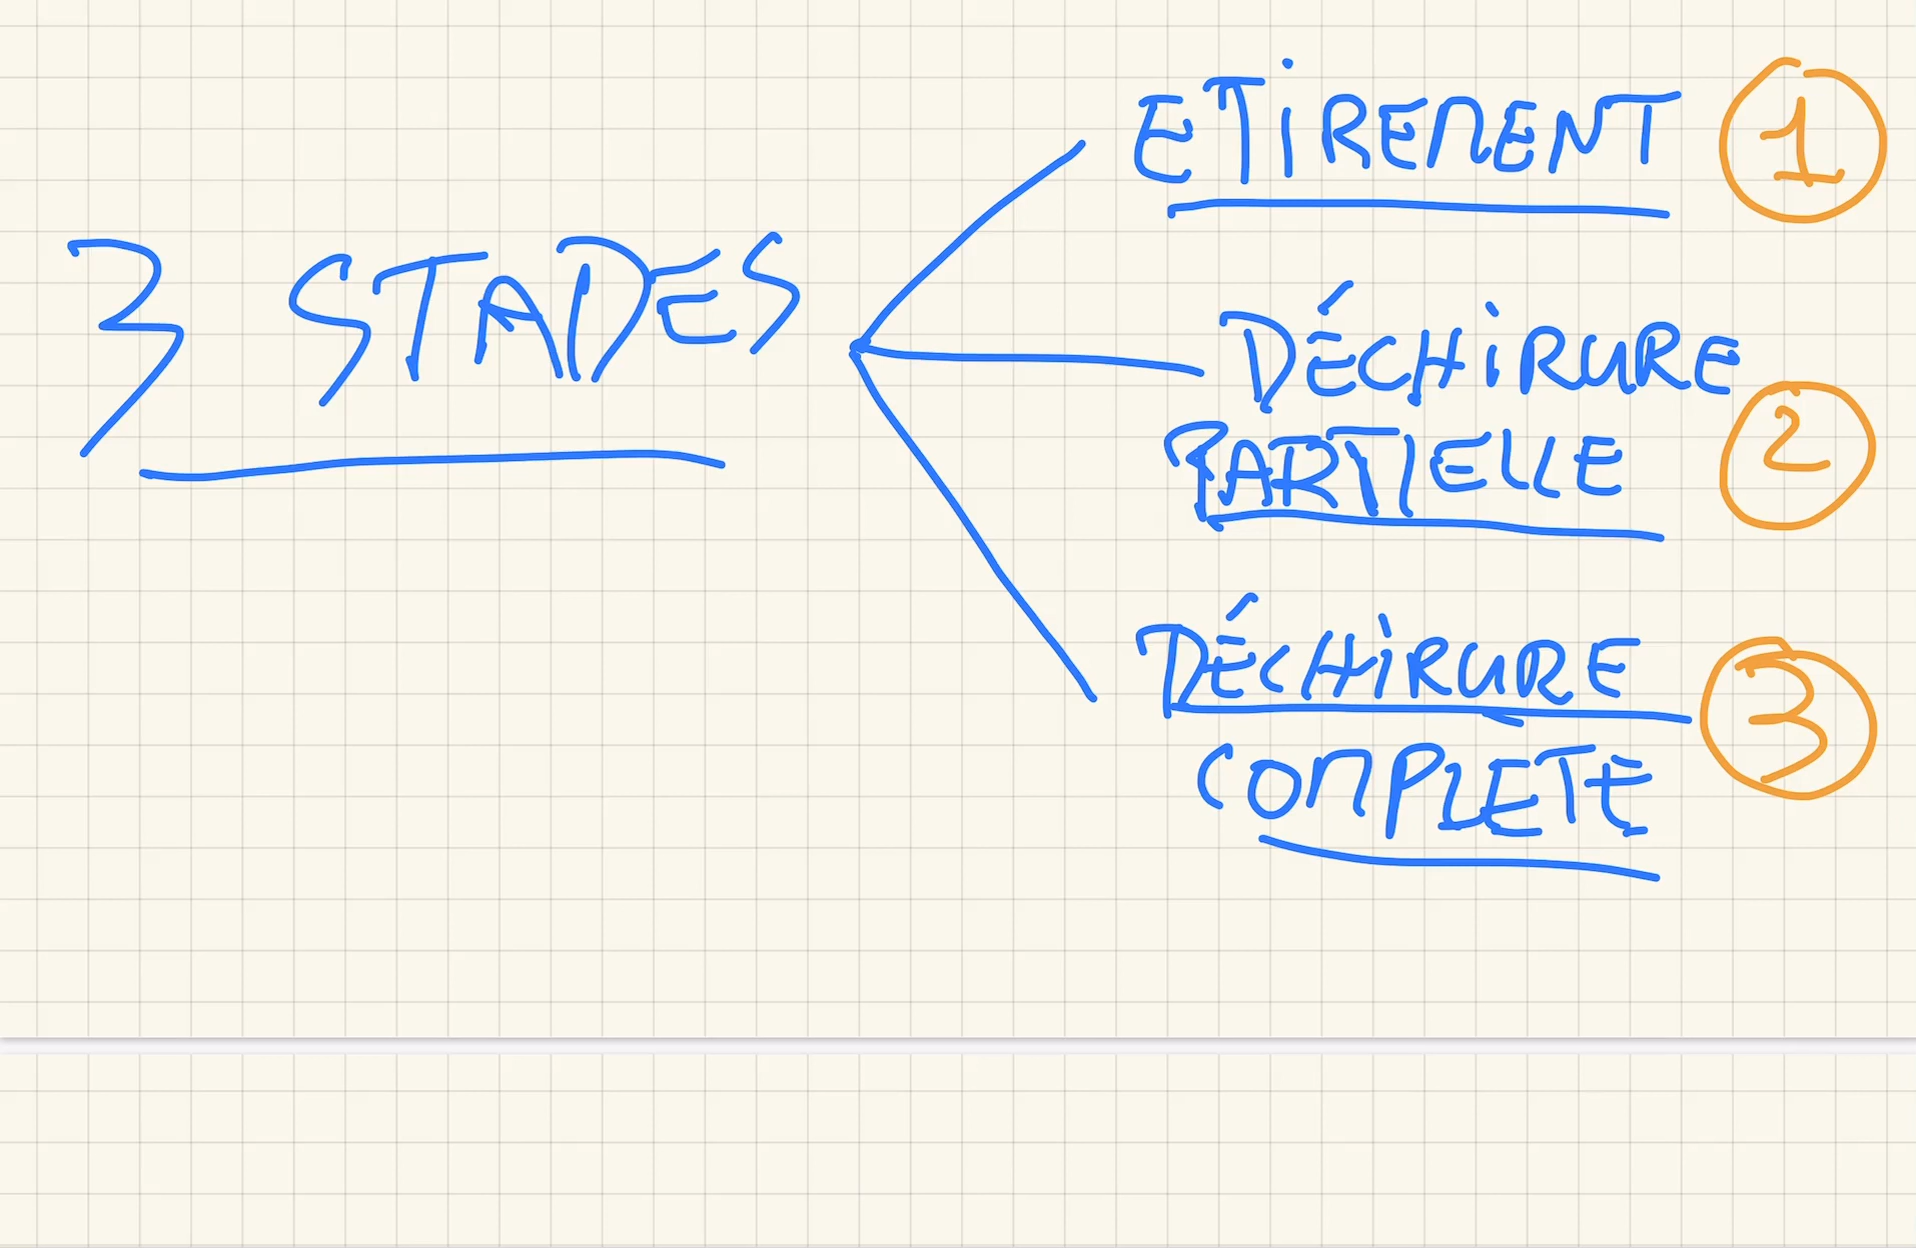 3 STADES
ETiREMENT 1
DÉCHiRURE
PARTIELLE 2
DÉCHiRURE 3
COMPLETE